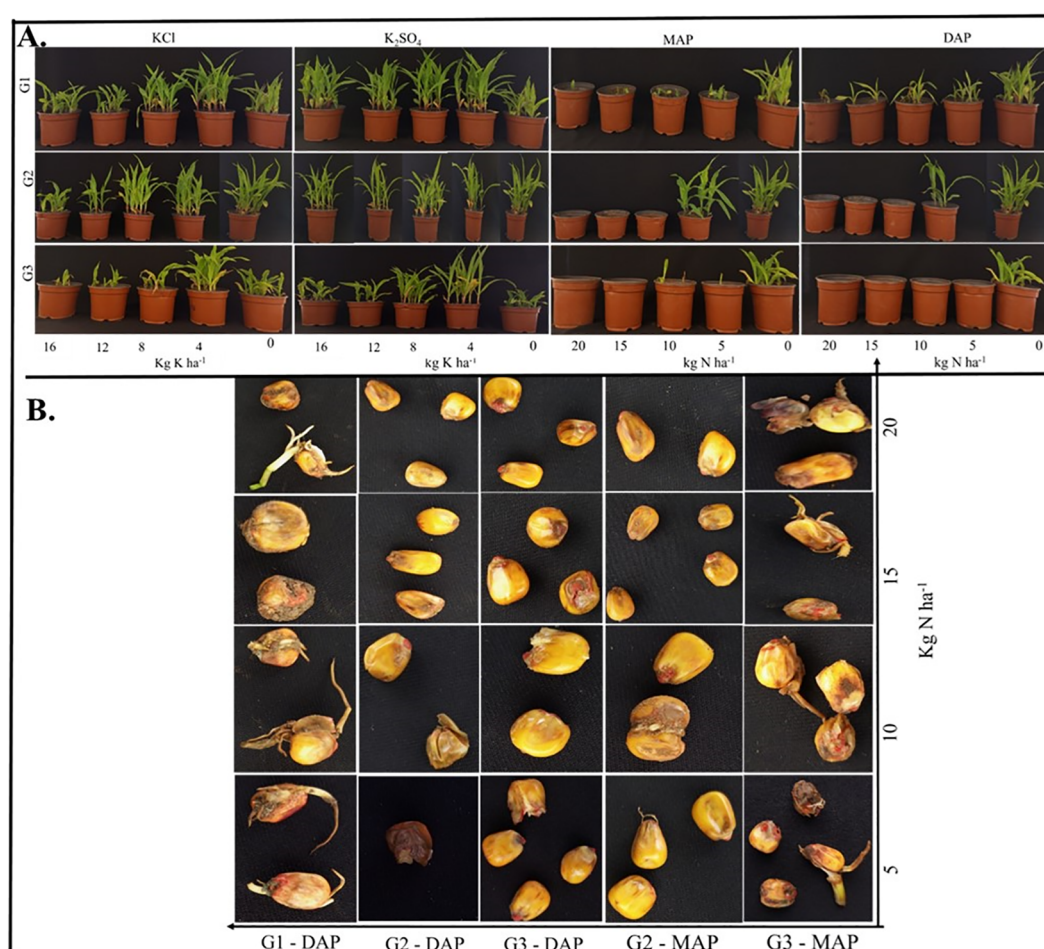 A.
KCl K₂SO₄ MAP DAP
G1
G2
G3
16 12 8 4 0 16 12 8 4 0 20 15 10 5 0 20 15 10 5 0
Kg K ha⁻¹ kg K ha⁻¹ kg N ha⁻¹ kg N ha⁻¹
B.
20
15
10
5
Kg N ha⁻¹
G1 - DAP G2 - DAP G3 - DAP G2 - MAP G3 - MAP